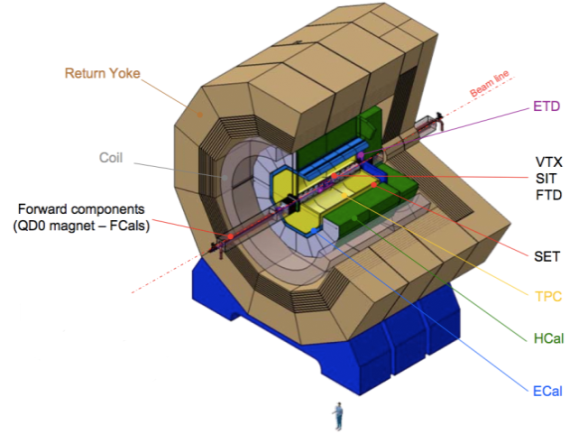 Return Yoke
Beam line
ETD
Coil
VTX
SIT
FTD
Forward components
(QD0 magnet – FCals)
SET
TPC
HCal
ECal